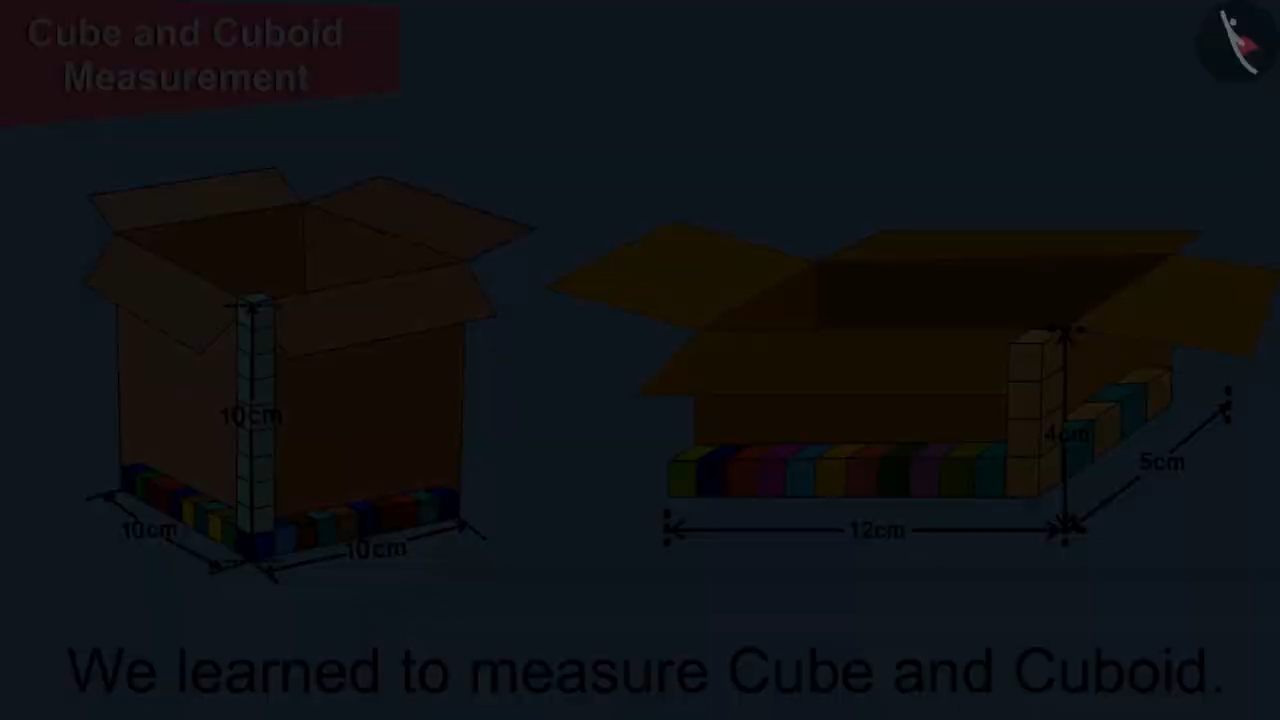 Cube and Cuboid
Measurement
10cm
10cm
10cm
4cm
5cm
12cm
We learned to measure Cube and Cuboid.